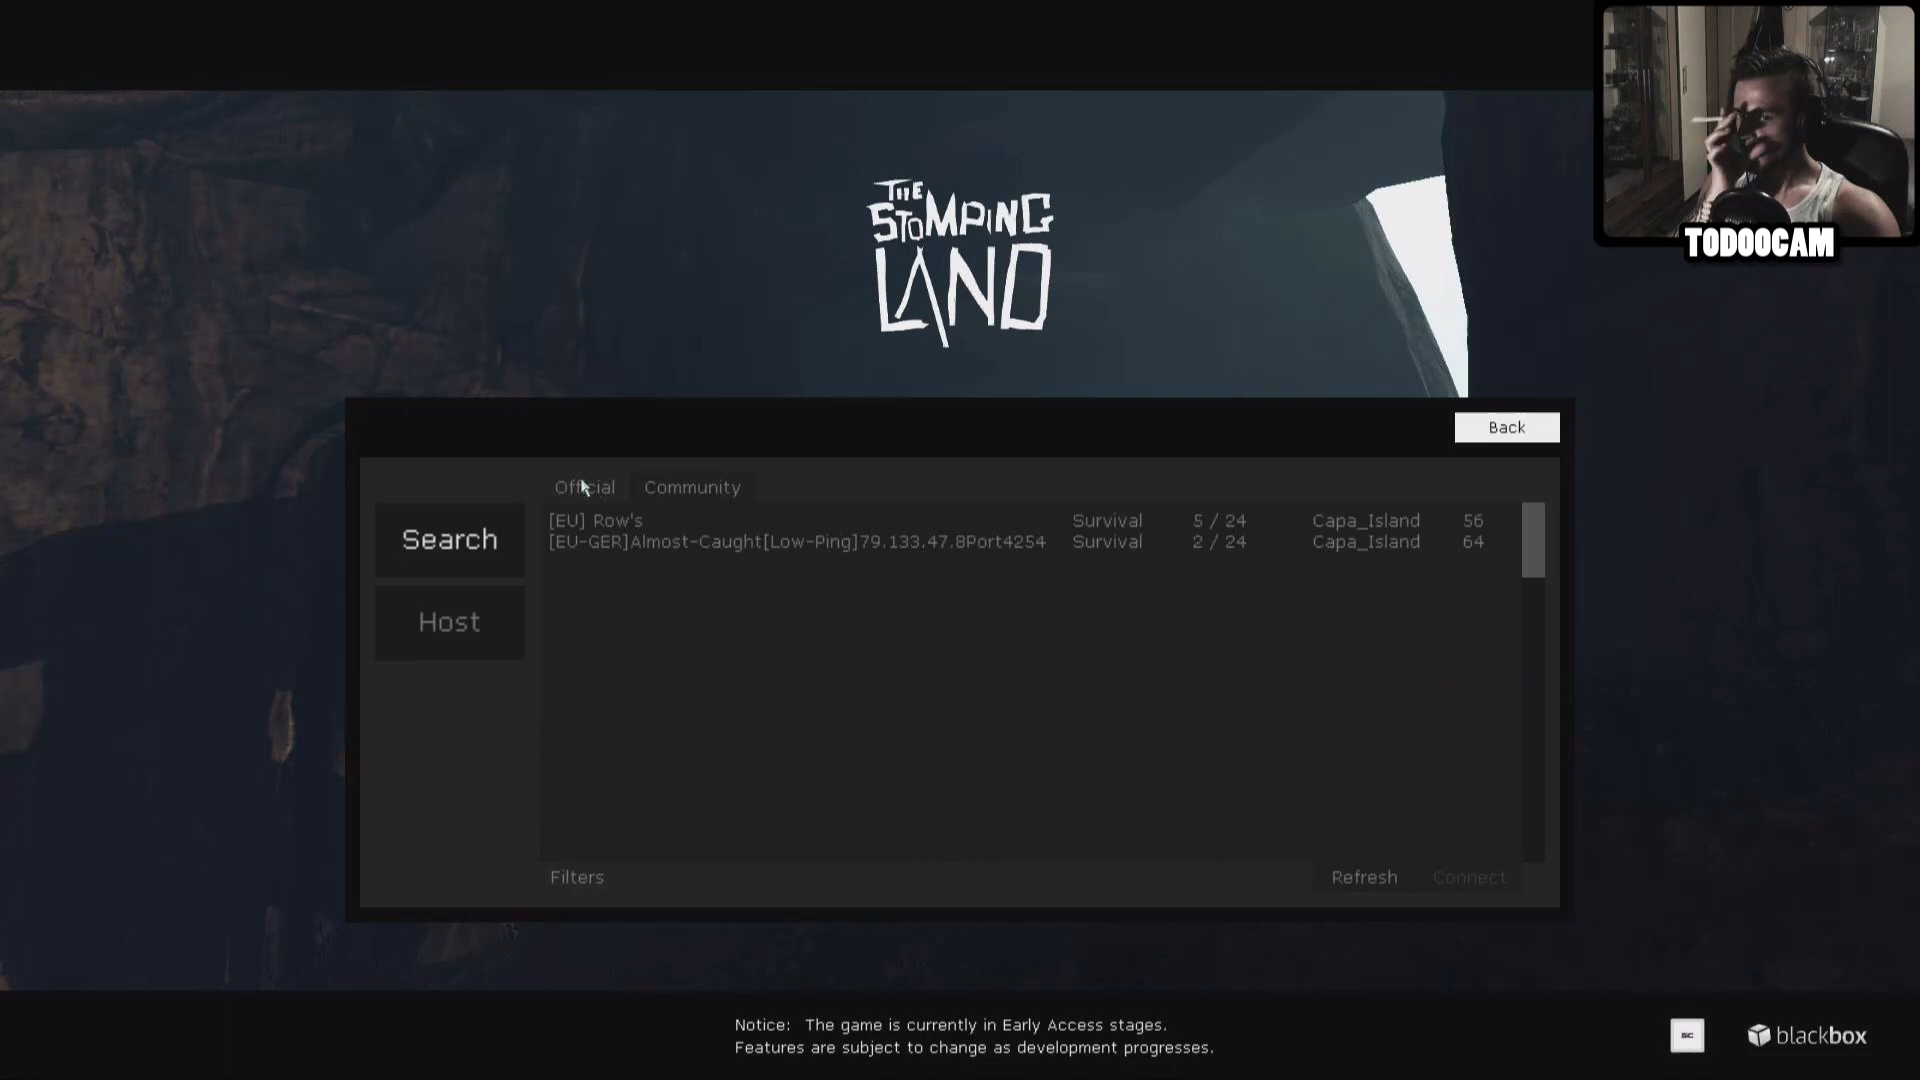 THE
STOMPING
LAND
TODOOCAM
Back
Official Community
Search
Host
[EU] Row's Survival 5 / 24 Capa_Island 56
[EU-GER]Almost-Caught[Low-Ping]79.133.47.8Port4254 Survival 2 / 24 Capa_Island 64
Filters Refresh Connect
Notice: The game is currently in Early Access stages.
Features are subject to change as development progresses.
SC blackbox